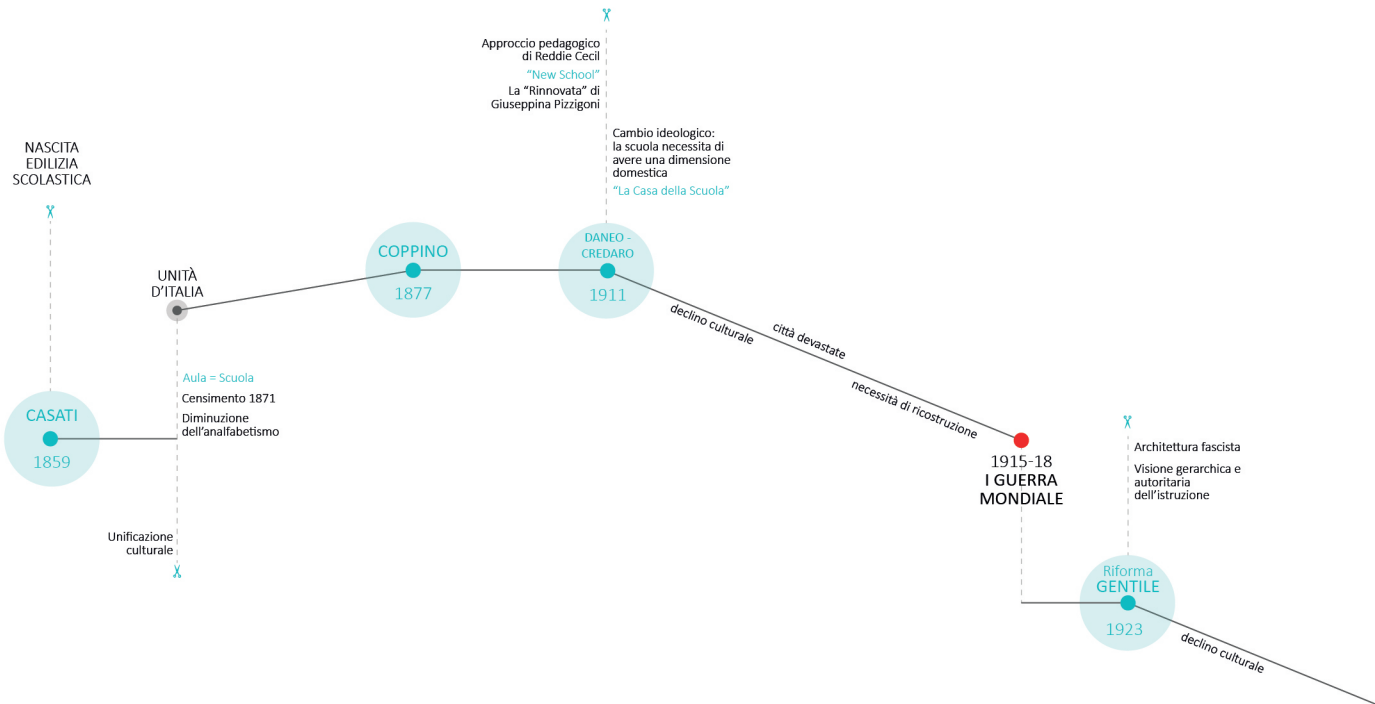 NASCITA
EDILIZIA
SCOLASTICA
CASATI
1859
UNITÀ
D’ITALIA
Aula = Scuola
Censimento 1871
Diminuzione
dell’analfabetismo
Unificazione
culturale
COPPINO
1877
Approccio pedagogico
di Reddie Cecil
“New School”
La “Rinnovata” di
Giuseppina Pizzigoni
Cambio ideologico:
la scuola necessita di
avere una dimensione
domestica
“La Casa della Scuola”
DANEO -
CREDARO
1911
declino culturale
città devastate
necessità di ricostruzione
1915-18
I GUERRA
MONDIALE
Architettura fascista
Visione gerarchica e
autoritaria
dell’istruzione
Riforma
GENTILE
1923
declino culturale